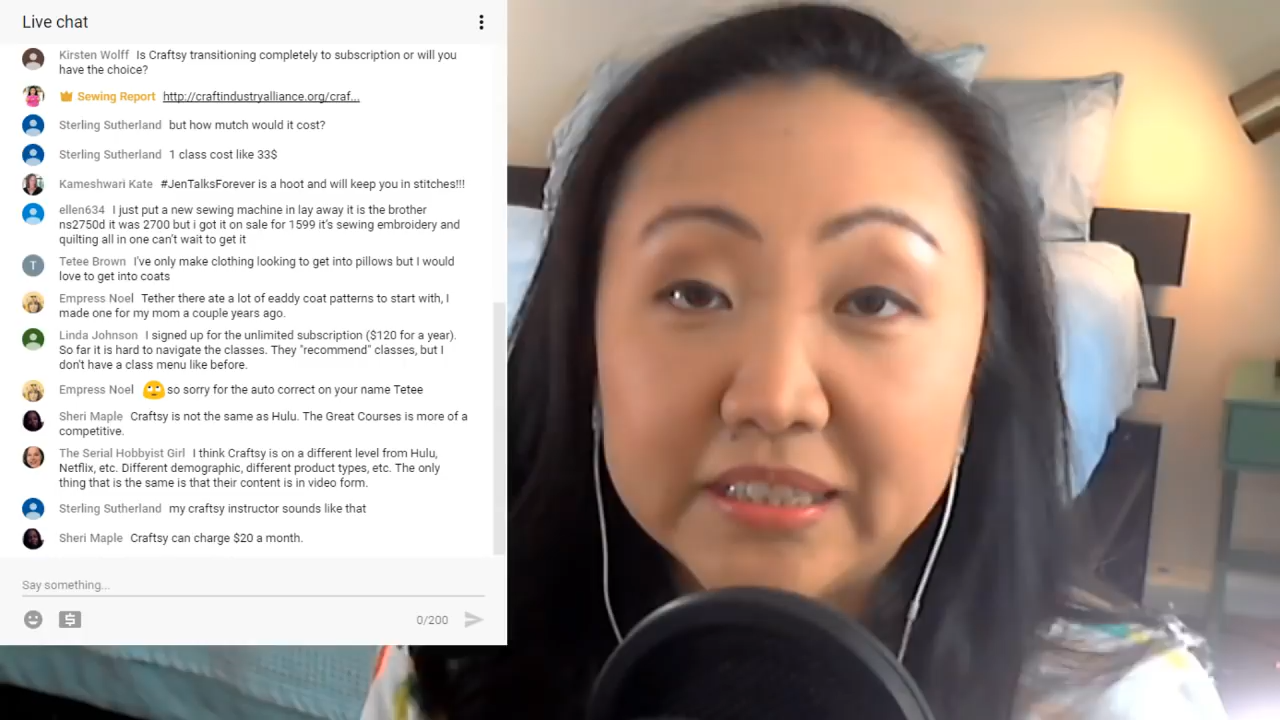 Live chat
Kirsten Wolff Is Craftsy transitioning completely to subscription or will you
have the choice?
Sewing Report http://craftindustryalliance.org/craf...
Sterling Sutherland but how mutch would it cost?
Sterling Sutherland 1 class cost like 33$
Kameshwari Kate #JenTalksForever is a hoot and will keep you in stitches!!!
ellen634 I just put a new sewing machine in lay away it is the brother
ns2750d it was 2700 but i got it on sale for 1599 it's sewing embroidery and
quilting all in one can't wait to get it
T
Tetee Brown I've only make clothing looking to get into pillows but I would
love to get into coats
Empress Noel Tether there ate a lot of eaddy coat patterns to start with, I
made one for my mom a couple years ago.
Linda Johnson I signed up for the unlimited subscription ($120 for a year).
So far it is hard to navigate the classes. They "recommend" classes, but I
don't have a class menu like before.
Empress Noel 🙄 so sorry for the auto correct on your name Tetee
Sheri Maple Craftsy is not the same as Hulu. The Great Courses is more of a
competitive.
The Serial Hobbyist Girl I think Craftsy is on a different level from Hulu,
Netflix, etc. Different demographic, different product types, etc. The only
thing that is the same is that their content is in video form.
Sterling Sutherland my craftsy instructor sounds like that
Sheri Maple Craftsy can charge $20 a month.
Say something...
$
0/200